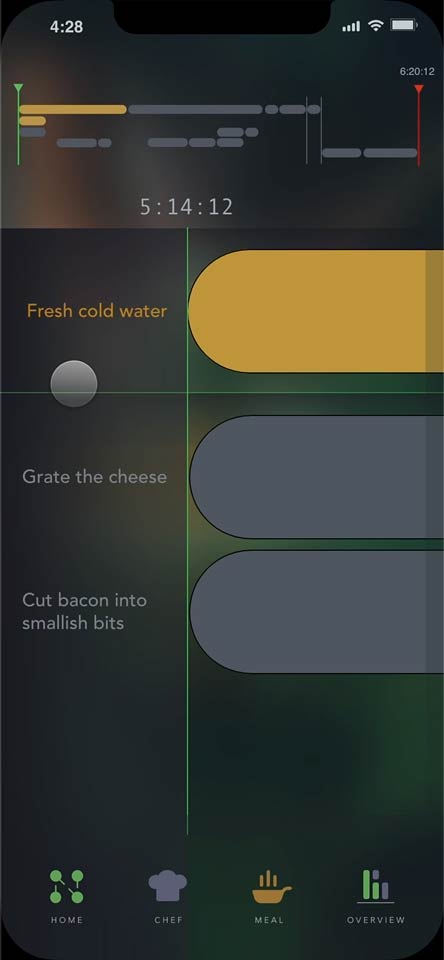 4:28
6:20:12
5:14:12
Fresh cold water
Grate the cheese
Cut bacon into
smallish bits
HOME CHEF MEAL OVERVIEW